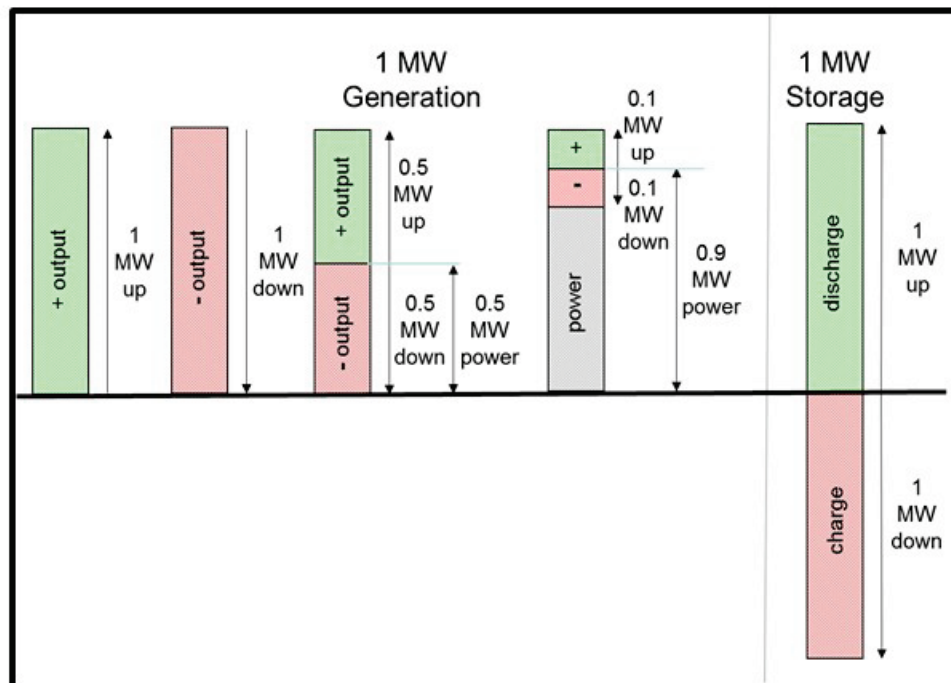 1 MW
Generation
1 MW
Storage
+ output
1
MW
up
- output
1
MW
down
+ output
- output
0.5
MW
up
0.5
MW
down
0.5
MW
power
+
-
power
0.1
MW
up
0.1
MW
down
0.9
MW
power
discharge
charge
1
MW
up
1
MW
down